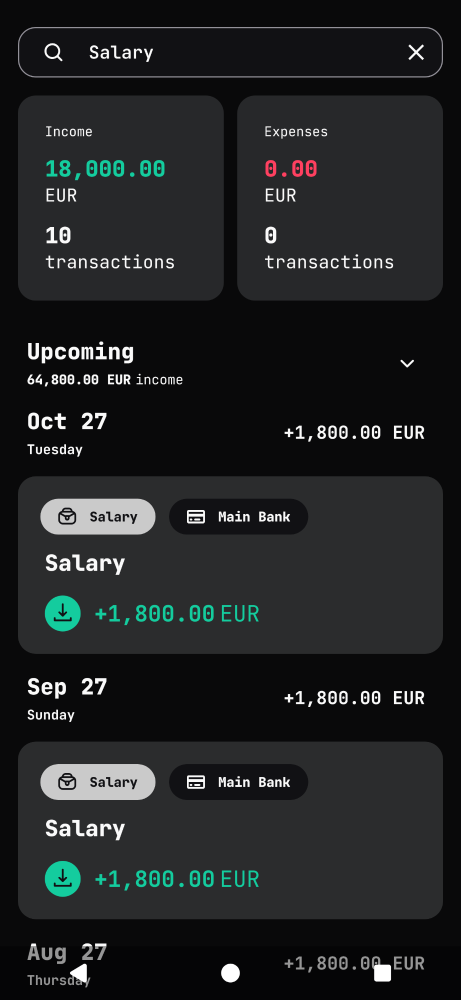 Salary
Income
18,000.00
EUR
10
transactions
Expenses
0.00
EUR
0
transactions
Upcoming
64,800.00 EUR income
Oct 27
Tuesday
+1,800.00 EUR
Salary
Main Bank
Salary
+1,800.00 EUR
Sep 27
Sunday
+1,800.00 EUR
Salary
Main Bank
Salary
+1,800.00 EUR
Aug 27
Thursday
+1,800.00 EUR